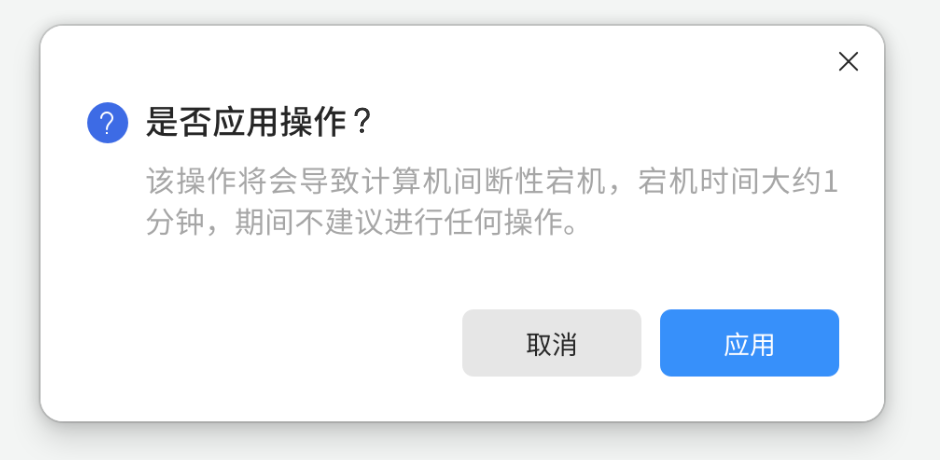 是否应用操作？
该操作将会导致计算机间断性宕机，宕机时间大约1
分钟，期间不建议进行任何操作。
取消
应用